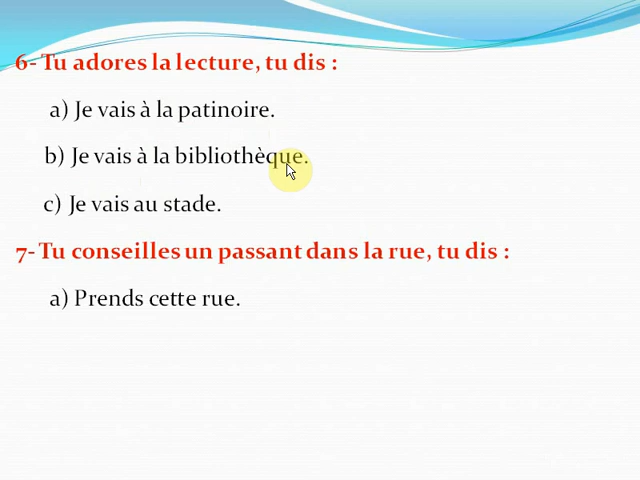 6- Tu adores la lecture, tu dis :
a) Je vais à la patinoire.
b) Je vais à la bibliothèque.
c) Je vais au stade.
7- Tu conseilles un passant dans la rue, tu dis :
a) Prends cette rue.